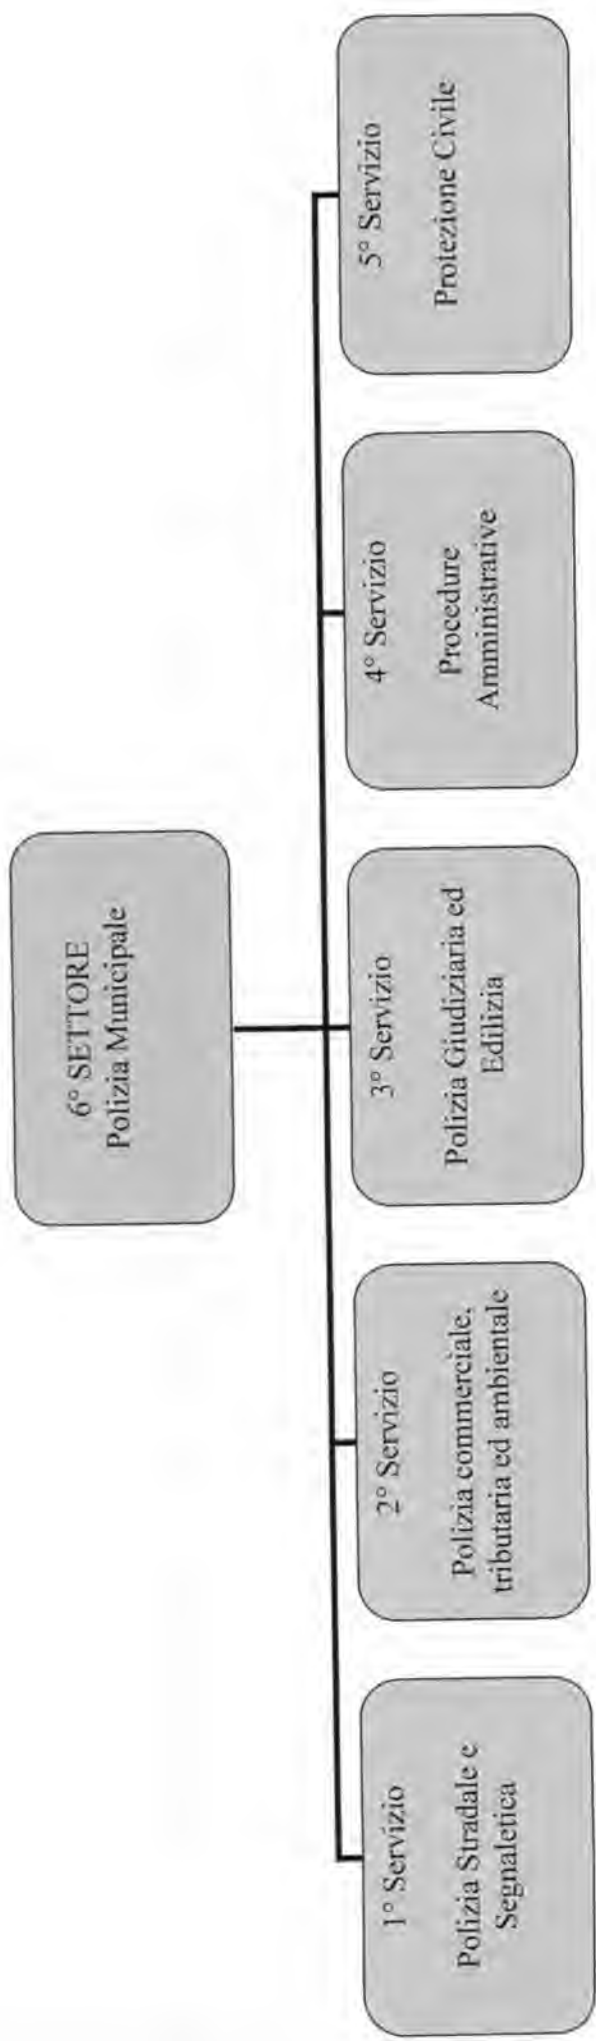 6° SETTORE
Polizia Municipale
1° Servizio
Polizia Stradale e
Segnaletica
2° Servizio
Polizia commerciale,
tributaria ed ambientale
3° Servizio
Polizia Giudiziaria ed
Edilizia
4° Servizio
Procedure
Amministrative
5° Servizio
Protezione Civile